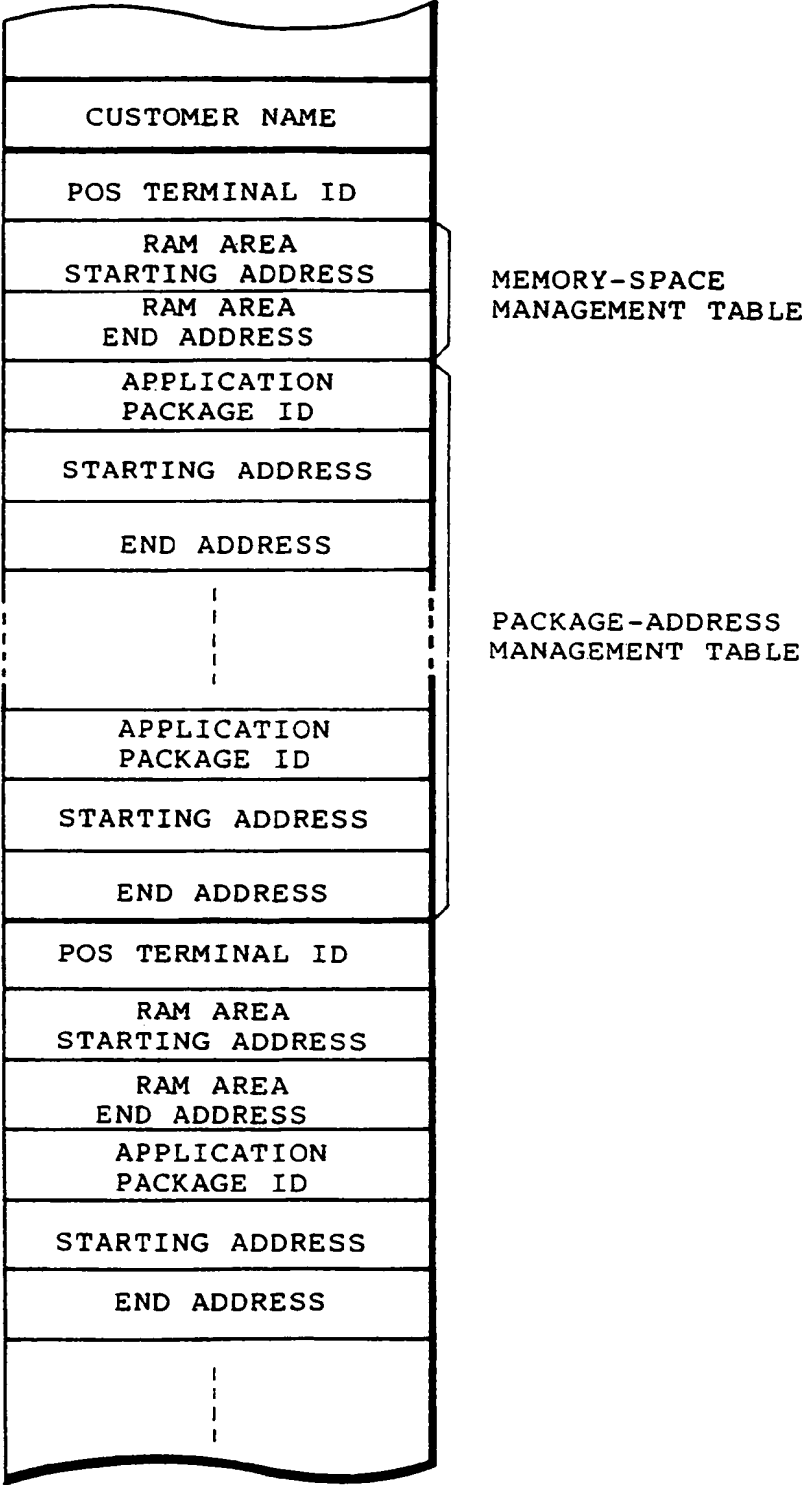 CUSTOMER NAME
POS TERMINAL ID
RAM AREA
STARTING ADDRESS
RAM AREA
END ADDRESS
MEMORY-SPACE
MANAGEMENT TABLE
APPLICATION
PACKAGE ID
STARTING ADDRESS
END ADDRESS
PACKAGE-ADDRESS
MANAGEMENT TABLE
APPLICATION
PACKAGE ID
STARTING ADDRESS
END ADDRESS
POS TERMINAL ID
RAM AREA
STARTING ADDRESS
RAM AREA
END ADDRESS
APPLICATION
PACKAGE ID
STARTING ADDRESS
END ADDRESS